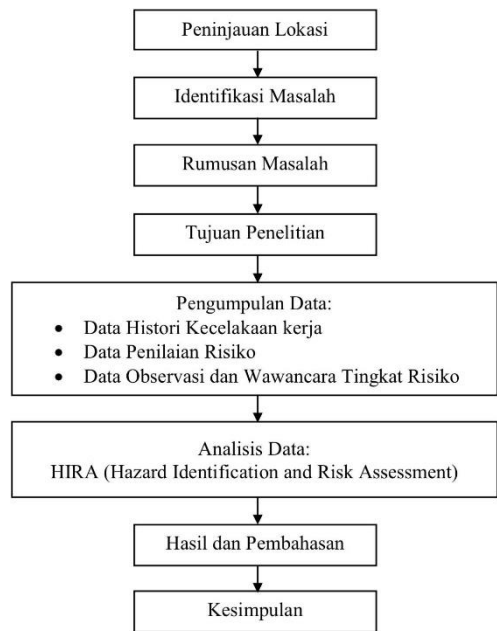 Peninjauan Lokasi
Identifikasi Masalah
Rumusan Masalah
Tujuan Penelitian
Pengumpulan Data:
• Data Histori Kecelakaan kerja
• Data Penilaian Risiko
• Data Observasi dan Wawancara Tingkat Risiko
Analisis Data:
HIRA (Hazard Identification and Risk Assessment)
Hasil dan Pembahasan
Kesimpulan